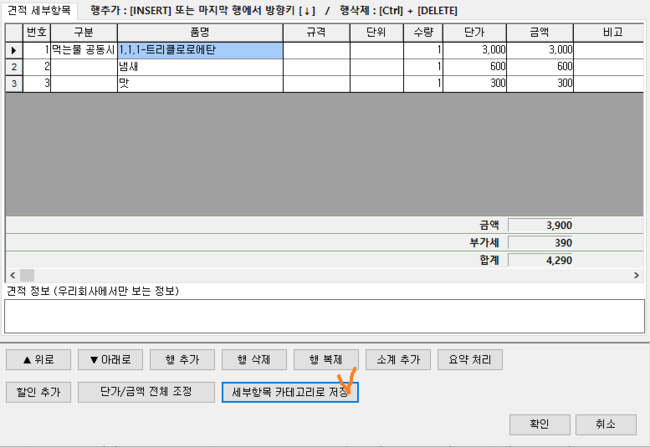 견적 세부항목 행추가 : [INSERT] 또는 마지막 행에서 방향키 [↓] / 행삭제 : [Ctrl] + [DELETE]
번호 구분 품명 규격 단위 수량 단가 금액 비고
1 먹는물 공동시 1,1,1-트리클로로에탄 1 3,000 3,000
2 2 냄새 1 600 600
3 3 맛 1 300 300
금액 3,900
부가세 390
합계 4,290
견적 정보 (우리회사에서만 보는 정보)
▲ 위로 ▼ 아래로 행 추가 행 삭제 행 복제 소계 추가 요약 처리
할인 추가 단가/금액 전체 조정 세부항목 카테고리로 저장
확인 취소